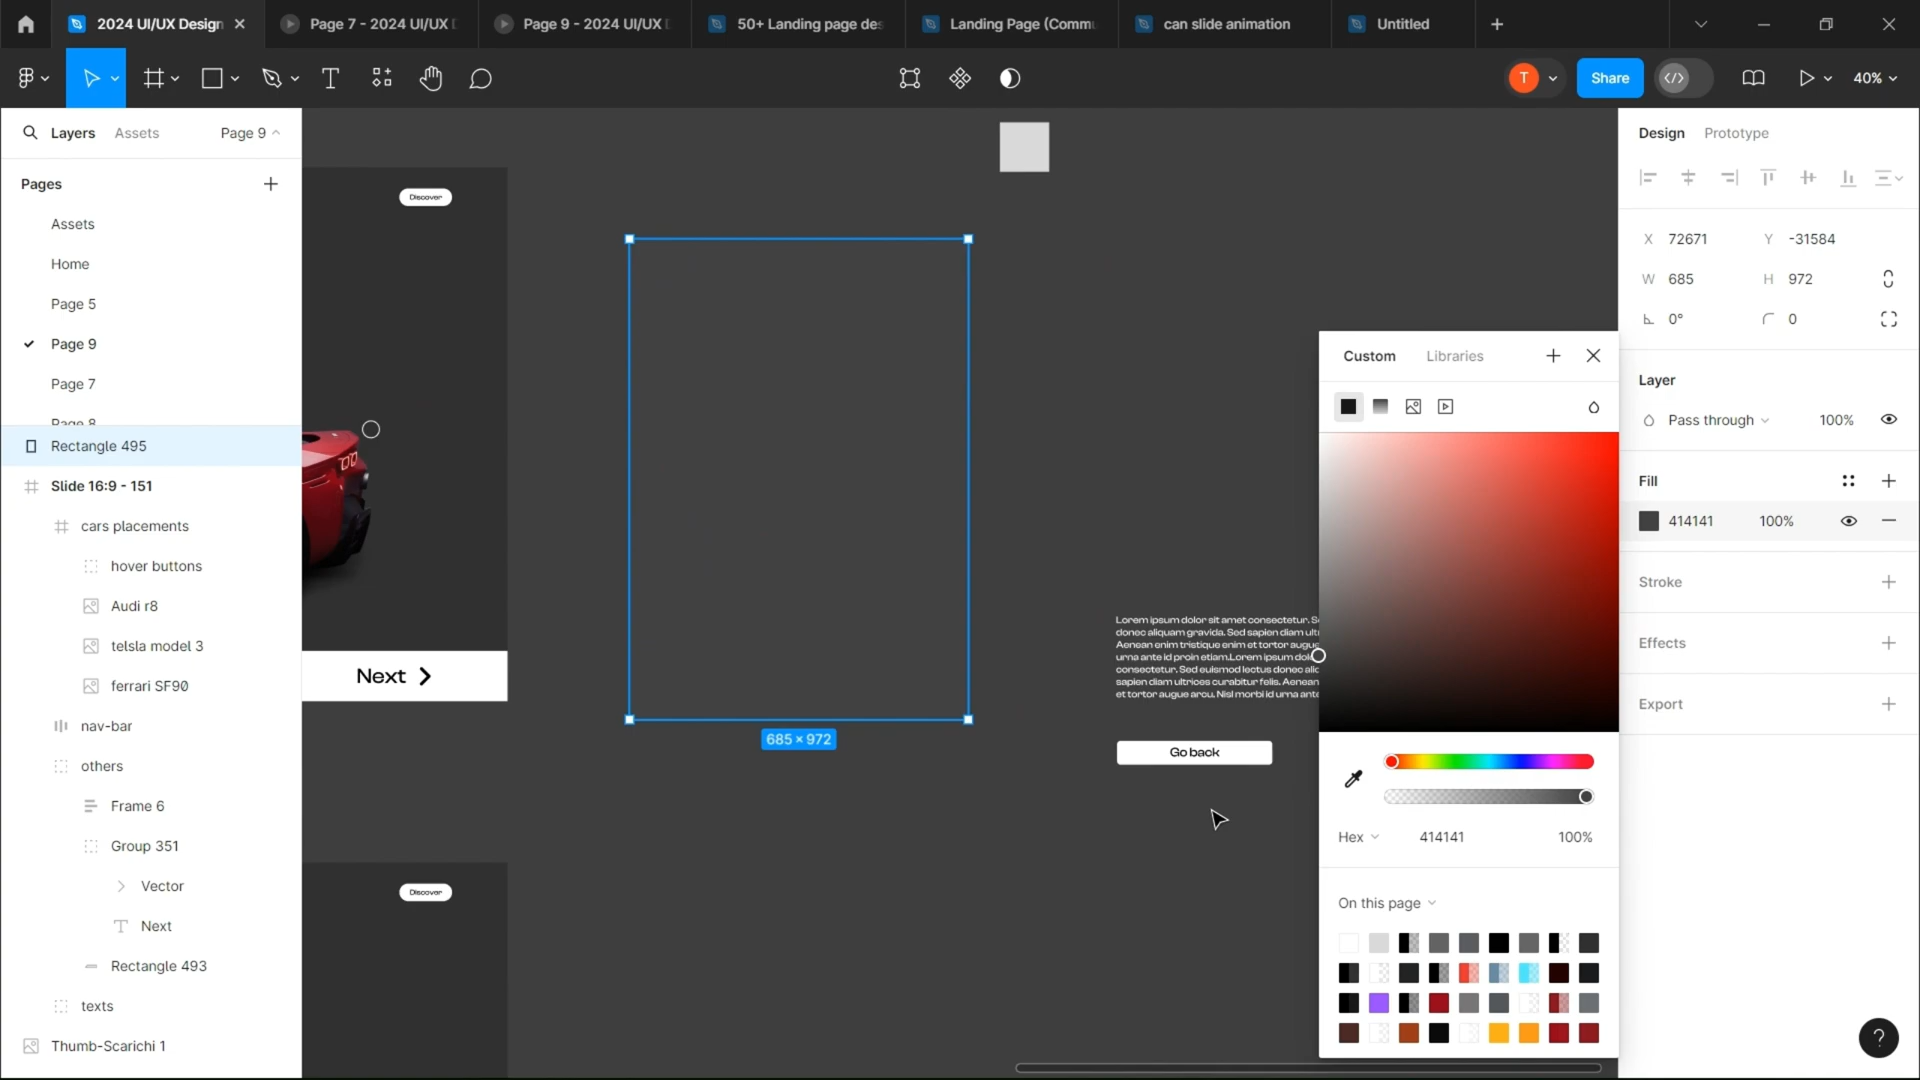 2024 UI/UX Design
Page 7 - 2024 UI/UX D
Page 9 - 2024 UI/UX D
50+ Landing page des
Landing Page (Commu
can slide animation
Untitled
T
Share
40%
Layers
Assets
Page 9
Pages
Assets
Home
Page 5
Page 9
Page 7
Page 8
Rectangle 495
Slide 16:9 - 151
cars placements
hover buttons
Audi r8
telsla model 3
ferrari SF90
nav-bar
others
Frame 6
Group 351
Vector
Next
Rectangle 493
texts
Thumb-Scarichi 1
Discover
Next
Discover
685 × 972
Lorem ipsum dolor sit amet consectetur. S
donec aliquam gravida. Sed sapien diam ult
Aenean enim tristique enim et tortor augue
urna ante id proin etiam.Lorem ipsum dol
consectetur. Sed euismod lectus donec alic
sapien diam ultrices curabitur felis. Aenean
et tortor augue arcu. Nisl morbi id urna ante
Go back
Custom
Libraries
Hex
414141
100%
On this page
Design
Prototype
X 72671
Y -31584
W 685
H 972
0°
0
Layer
Pass through
100%
Fill
414141
100%
Stroke
Effects
Export
?